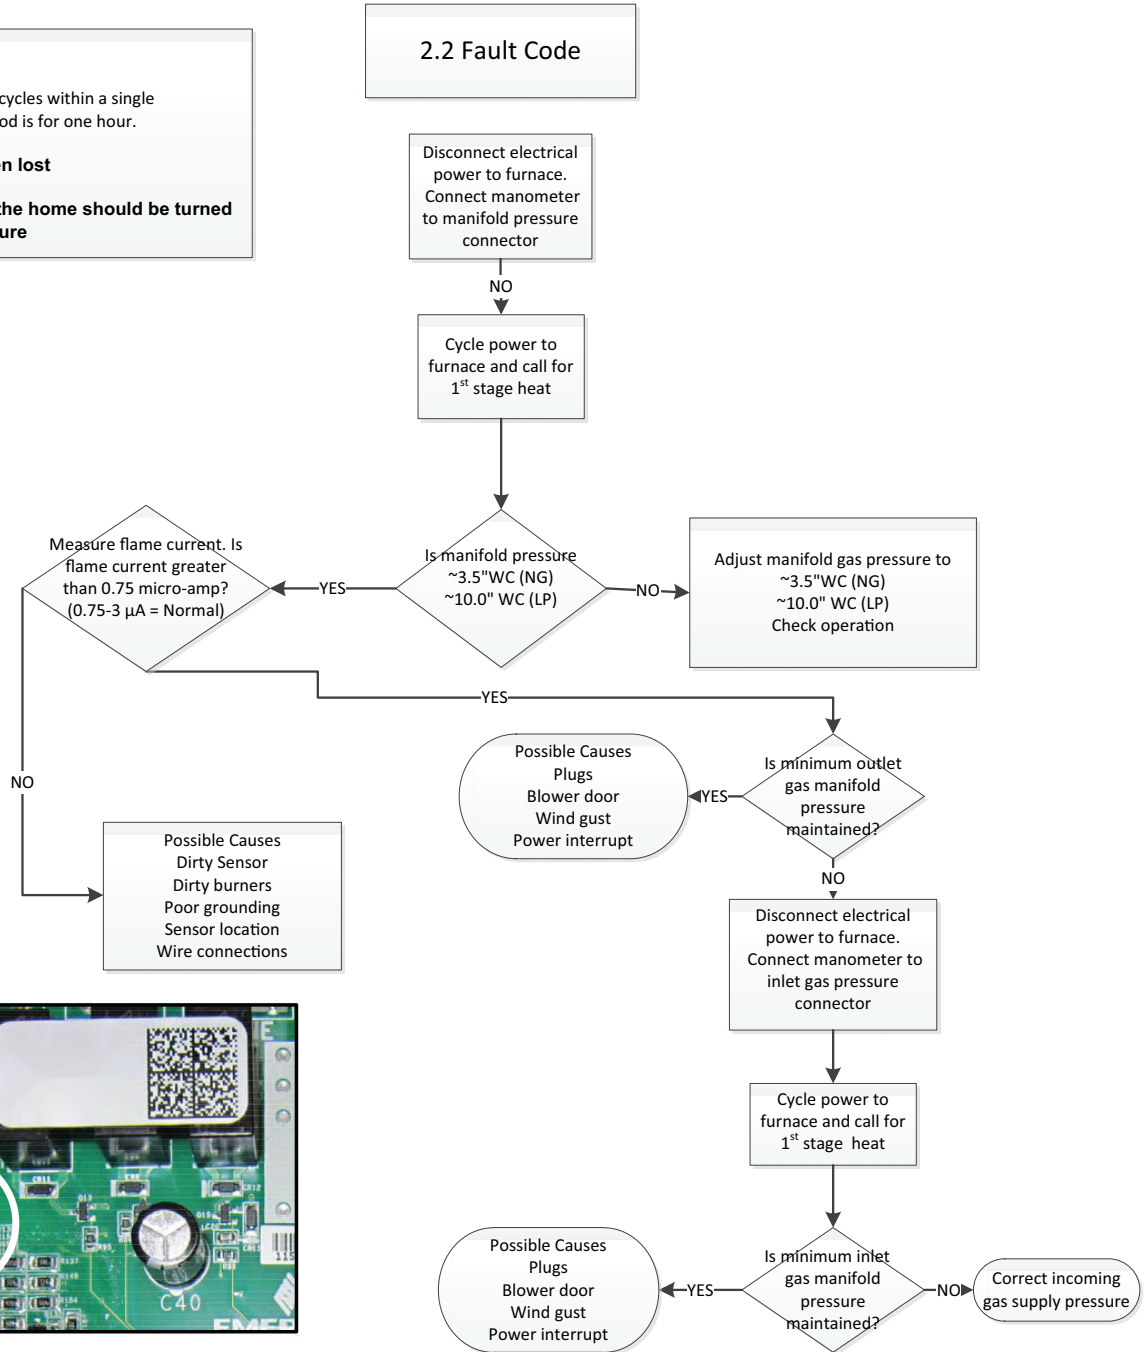 2.2 Fault Code
cycles within a single
od is for one hour.
n lost
the home should be turned
ure
Disconnect electrical
power to furnace.
Connect manometer
to manifold pressure
connector
NO
Cycle power to
furnace and call for
1st stage heat
Measure flame current. Is
flame current greater
than 0.75 micro-amp?
(0.75-3 µA = Normal)
YES
Is manifold pressure
~3.5"WC (NG)
~10.0" WC (LP)
NO
Adjust manifold gas pressure to
~3.5"WC (NG)
~10.0" WC (LP)
Check operation
YES
NO
Possible Causes
Plugs
Blower door
Wind gust
Power interrupt
YES
Is minimum outlet
gas manifold
pressure
maintained?
NO
Possible Causes
Dirty Sensor
Dirty burners
Poor grounding
Sensor location
Wire connections
Disconnect electrical
power to furnace.
Connect manometer to
inlet gas pressure
connector
Cycle power to
furnace and call for
1st stage heat
Possible Causes
Plugs
Blower door
Wind gust
Power interrupt
YES
Is minimum inlet
gas manifold
pressure
maintained?
NO
Correct incoming
gas supply pressure
E
R137
R149
C40